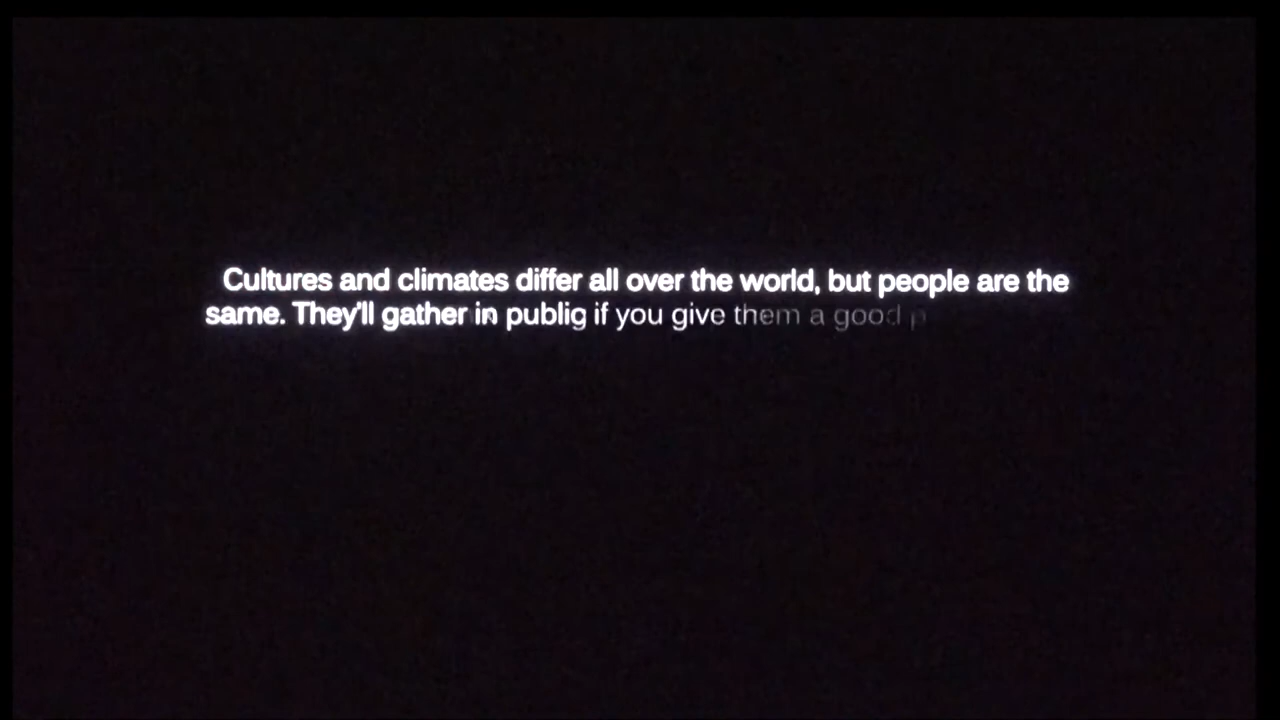 Cultures and climates differ all over the world, but people are the
same. They'll gather in publig if you give them a good p